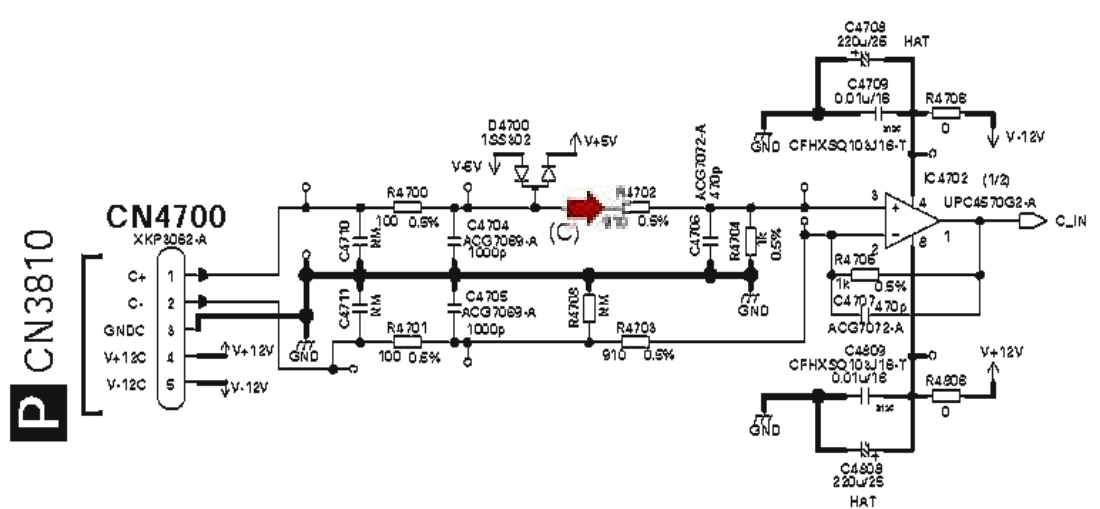 C4708
220u/25
HAT
C4709
0.01u/16
R4706
0
V-12V
GND
CFHXSQ103J16-T
D4700
1SS302
V+5V
V-5V
ACG7072-A
470p
IC4702
(1/2)
UPC4570G2-A
R4700
100
0.5%
R4702
910
0.5%
(C)
3
4
+
-
2
8
1
C_IN
CN4700
XKP3062-A
C4710
NM
C4704
ACG7069-A
1000p
C4706
R4704
1k
0.5%
C+
1
C-
2
GNDC
3
V+12C
4
V-12C
5
V+12V
V-12V
GND
C4711
NM
C4705
ACG7069-A
1000p
NM
GND
R4705
1k
0.5%
C4707
470p
ACG7072-A
R4701
100
0.5%
R4703
910
0.5%
C4809
CFHXSQ103J16-T
0.01u/16
V+12V
R4806
0
GND
C4808
220u/25
HAT
P
CN3810